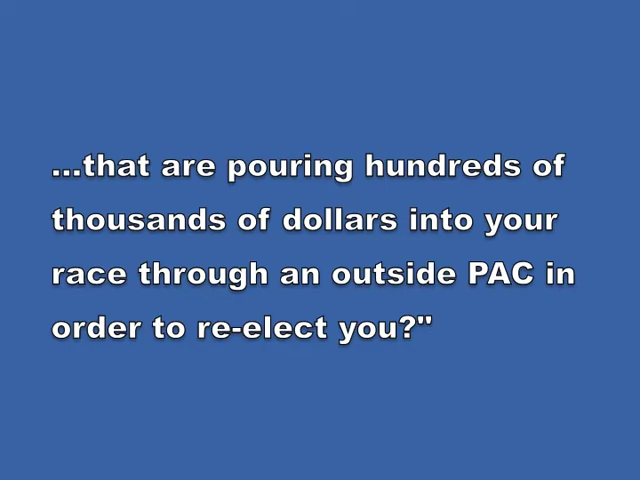 ...that are pouring hundreds of
thousands of dollars into your
race through an outside PAC in
order to re-elect you?"